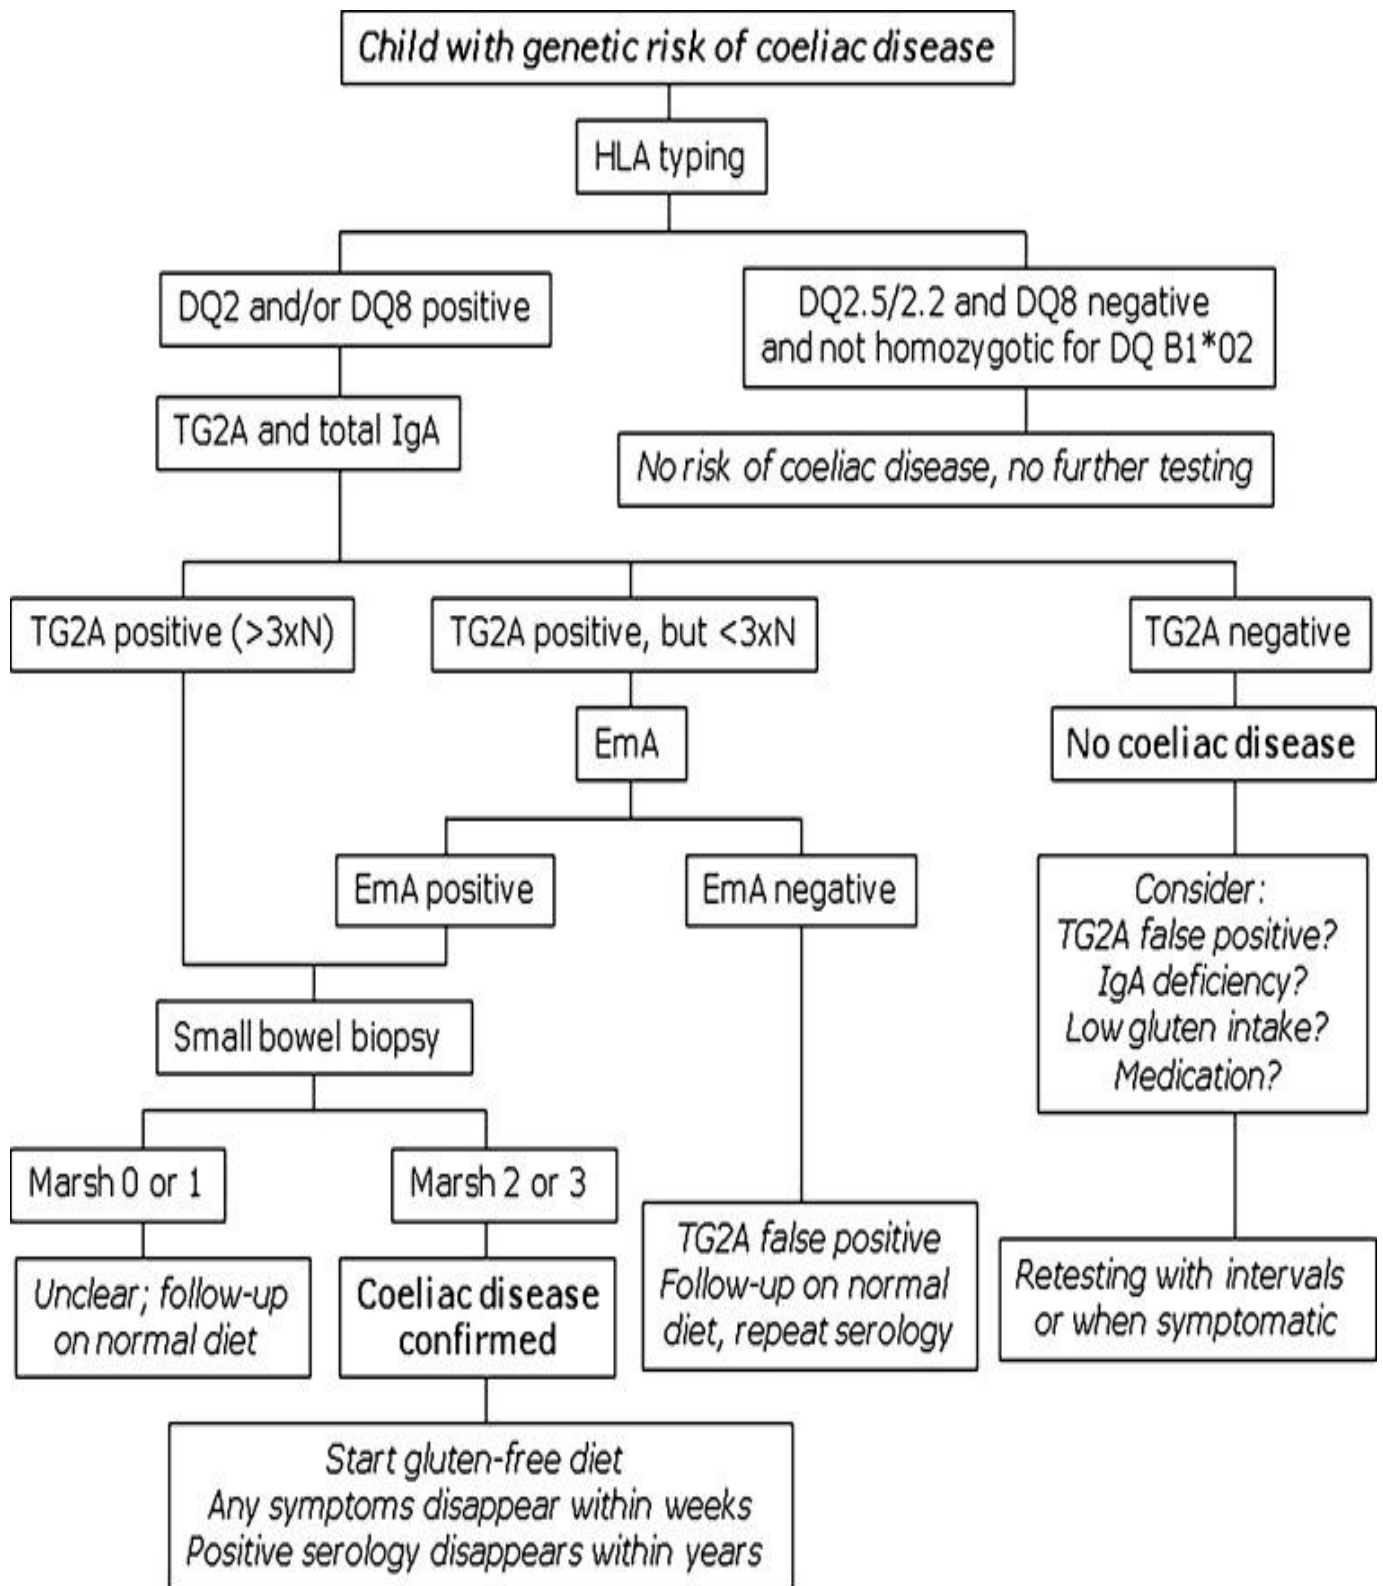 Child with genetic risk of coeliac disease
HLA typing
DQ2 and/or DQ8 positive
DQ2.5/2.2 and DQ8 negative
and not homozygotic for DQ B1*02
TG2A and total IgA
No risk of coeliac disease, no further testing
TG2A positive (>3xN)
TG2A positive, but <3xN
TG2A negative
EmA
No coeliac disease
EmA positive
EmA negative
Consider:
TG2A false positive?
IgA deficiency?
Low gluten intake?
Medication?
Small bowel biopsy
Marsh 0 or 1
Marsh 2 or 3
Unclear; follow-up
on normal diet
Coeliac disease
confirmed
TG2A false positive
Follow-up on normal
diet, repeat serology
Retesting with intervals
or when symptomatic
Start gluten-free diet
Any symptoms disappear within weeks
Positive serology disappears within years